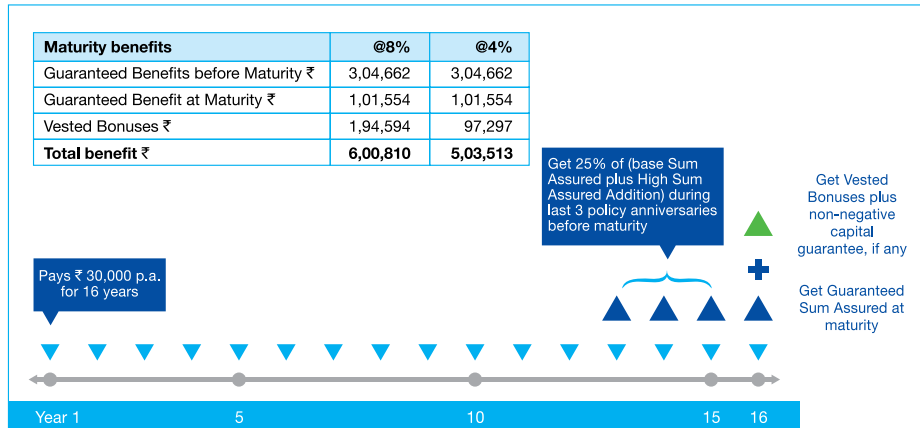 Maturity benefits @8% @4%
Guaranteed Benefits before Maturity ₹ 3,04,662 3,04,662
Guaranteed Benefit at Maturity ₹ 1,01,554 1,01,554
Vested Bonuses ₹ 1,94,594 97,297
Total benefit ₹ 6,00,810 5,03,513
Get 25% of (base Sum
Assured plus High Sum
Assured Addition) during
last 3 policy anniversaries
before maturity
Get Vested
Bonuses plus
non-negative
capital
guarantee, if any
Get Guaranteed
Sum Assured at
maturity
Pays ₹ 30,000 p.a.
for 16 years
Year 1 5 10 15 16